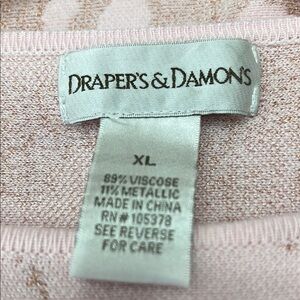 DRAPER'S & DAMON'S
XL
89% VISCOSE
11% METALLIC
MADE IN CHINA
RN# 105378
SEE REVERSE
FOR CARE